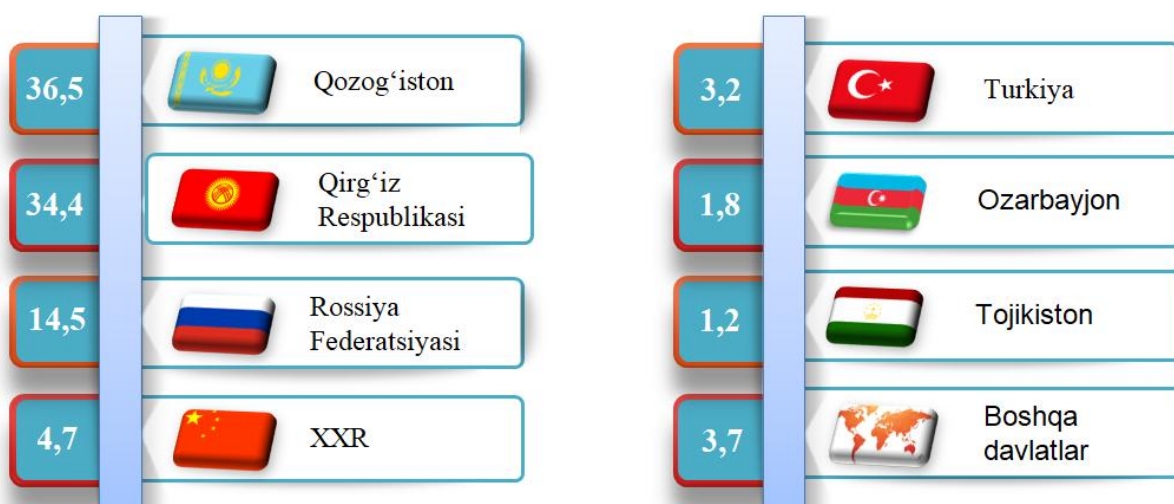 36,5
Qozog‘iston
34,4
Qirg‘iz
Respublikasi
14,5
Rossiya
Federatsiyasi
4,7
XXR
3,2
Turkiya
1,8
Ozarbayjon
1,2
Tojikiston
3,7
Boshqa
davlatlar